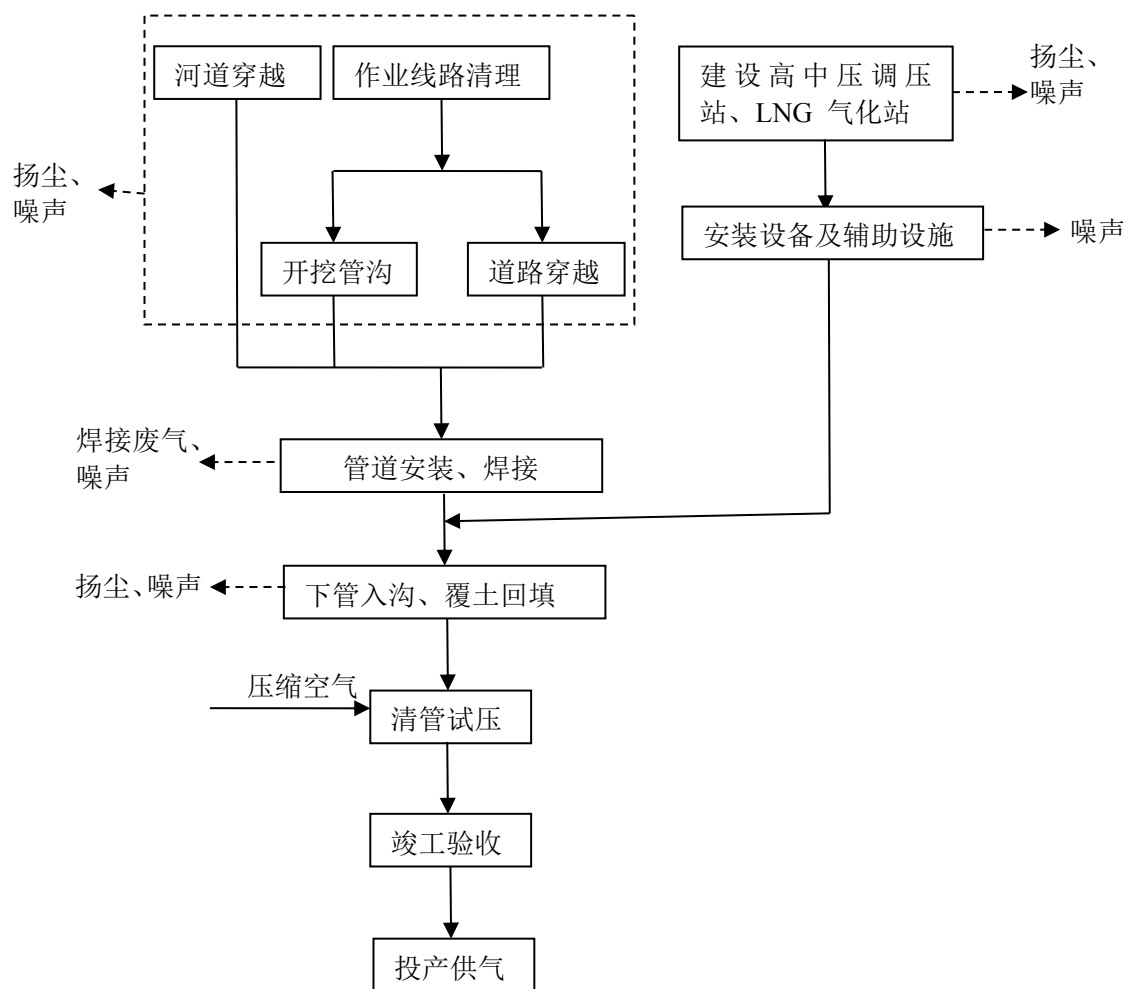 河道穿越
作业线路清理
建设高中压调压
站、LNG 气化站
扬尘、
噪声
扬尘、
噪声
安装设备及辅助设施
噪声
开挖管沟
道路穿越
焊接废气、
噪声
管道安装、焊接
扬尘、噪声
下管入沟、覆土回填
压缩空气
清管试压
竣工验收
投产供气